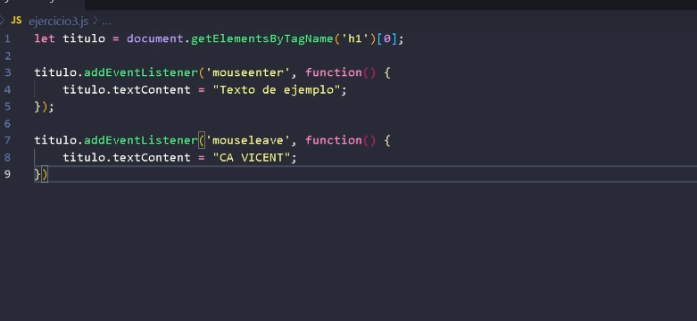 JS ejercicio3.js > ...
1 let titulo = document.getElementsByTagName('h1')[0];
2
3 titulo.addEventListener('mouseenter', function() {
4     titulo.textContent = "Texto de ejemplo";
5 });
6
7 titulo.addEventListener('mouseleave', function() {
8     titulo.textContent = "CA VICENT";
9 })